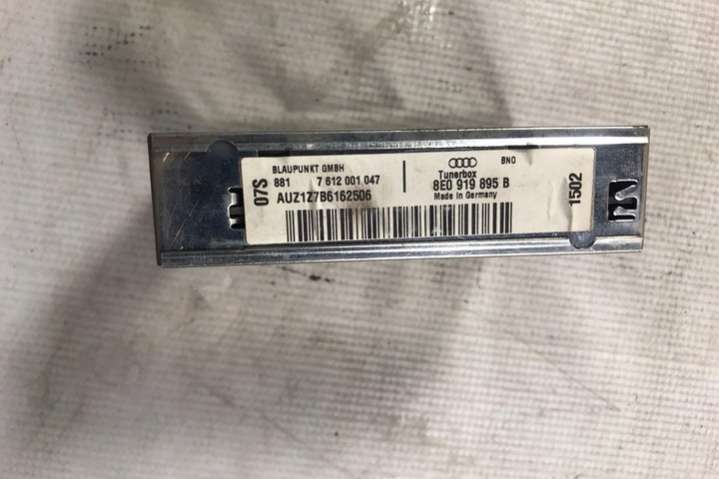 07S
BLAUPUNKT GMBH
881 7 612 001 047
AUZ1Z7B6162506
BNO
Tunerbox
8E0 919 895 B
Made in Germany
1502